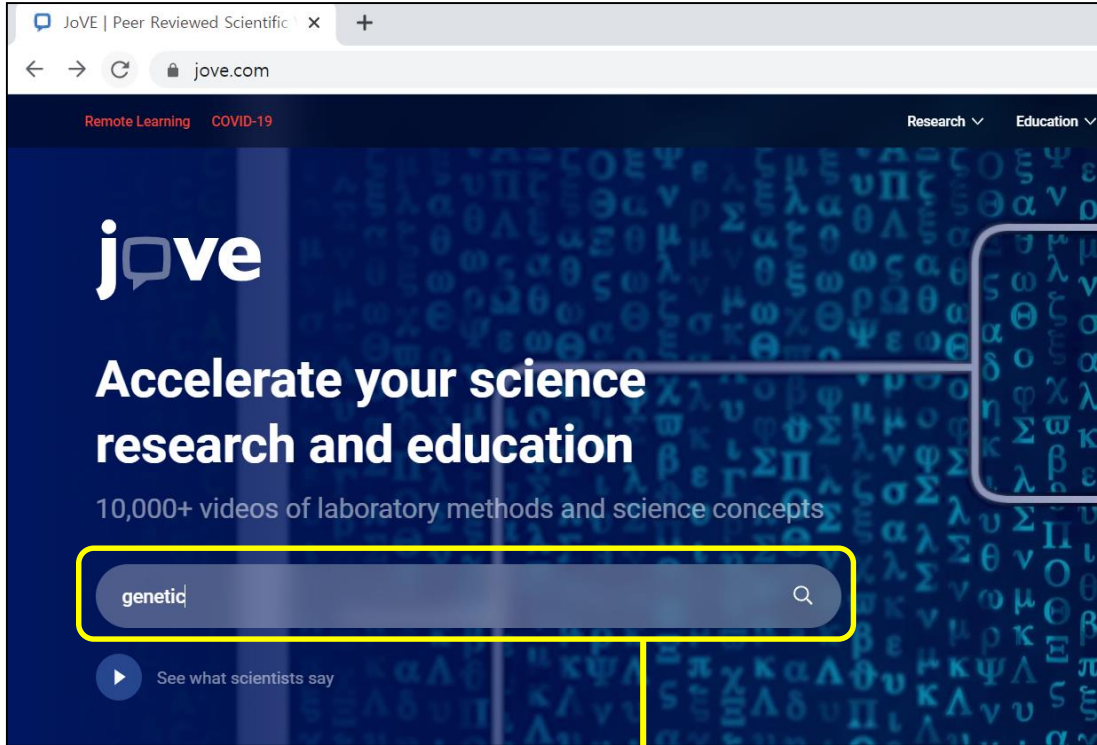 JoVE | Peer Reviewed Scientific
jove.com
Remote Learning COVID-19 Research Education
jove
Accelerate your science
research and education
10,000+ videos of laboratory methods and science concepts
genetic
See what scientists say